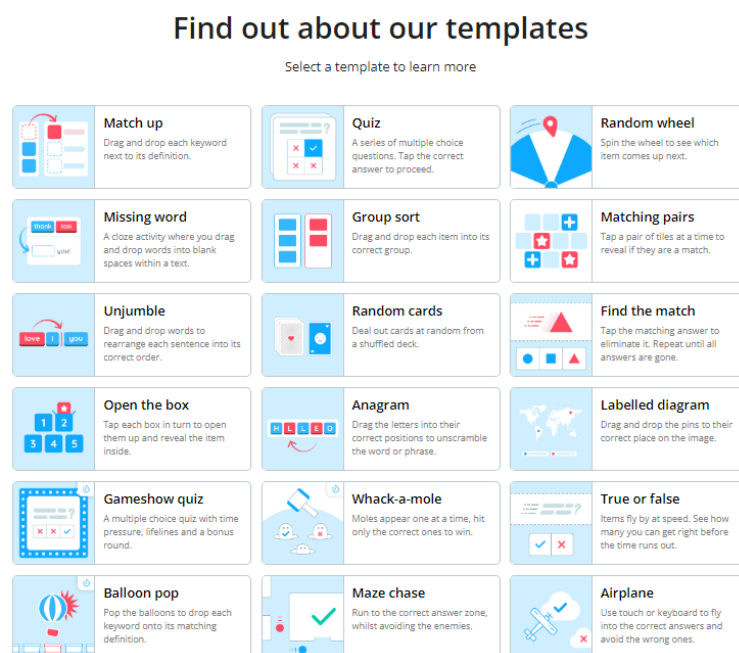 Find out about our templates
Select a template to learn more
Match up
Drag and drop each keyword
next to its definition.
Quiz
A series of multiple choice
questions. Tap the correct
answer to proceed.
Random wheel
Spin the wheel to see which
item comes up next.
thank
taxi
you!
Missing word
A cloze activity where you drag
and drop words into blank
spaces within a text.
Group sort
Drag and drop each item into its
correct group.
Matching pairs
Tap a pair of tiles at a time to
reveal if they are a match.
love I you
Unjumble
Drag and drop words to
rearrange each sentence into its
correct order.
Random cards
Deal out cards at random from
a shuffled deck.
Find the match
Tap the matching answer to
eliminate it. Repeat until all
answers are gone.
1 2
3 4 5
Open the box
Tap each box in turn to open
them up and reveal the item
inside.
H L L E O
Anagram
Drag the letters into their
correct positions to unscramble
the word or phrase.
Labelled diagram
Drag and drop the pins to their
correct place on the image.
?
Gameshow quiz
A multiple choice quiz with time
pressure, lifelines and a bonus
round.
Whack-a-mole
Moles appear one at a time, hit
only the correct ones to win.
?
True or false
Items fly by at speed. See how
many you can get right before
the time runs out.
Balloon pop
Pop the balloons to drop each
keyword onto its matching
definition.
Maze chase
Run to the correct answer zone,
whilst avoiding the enemies.
Airplane
Use touch or keyboard to fly
into the correct answers and
avoid the wrong ones.